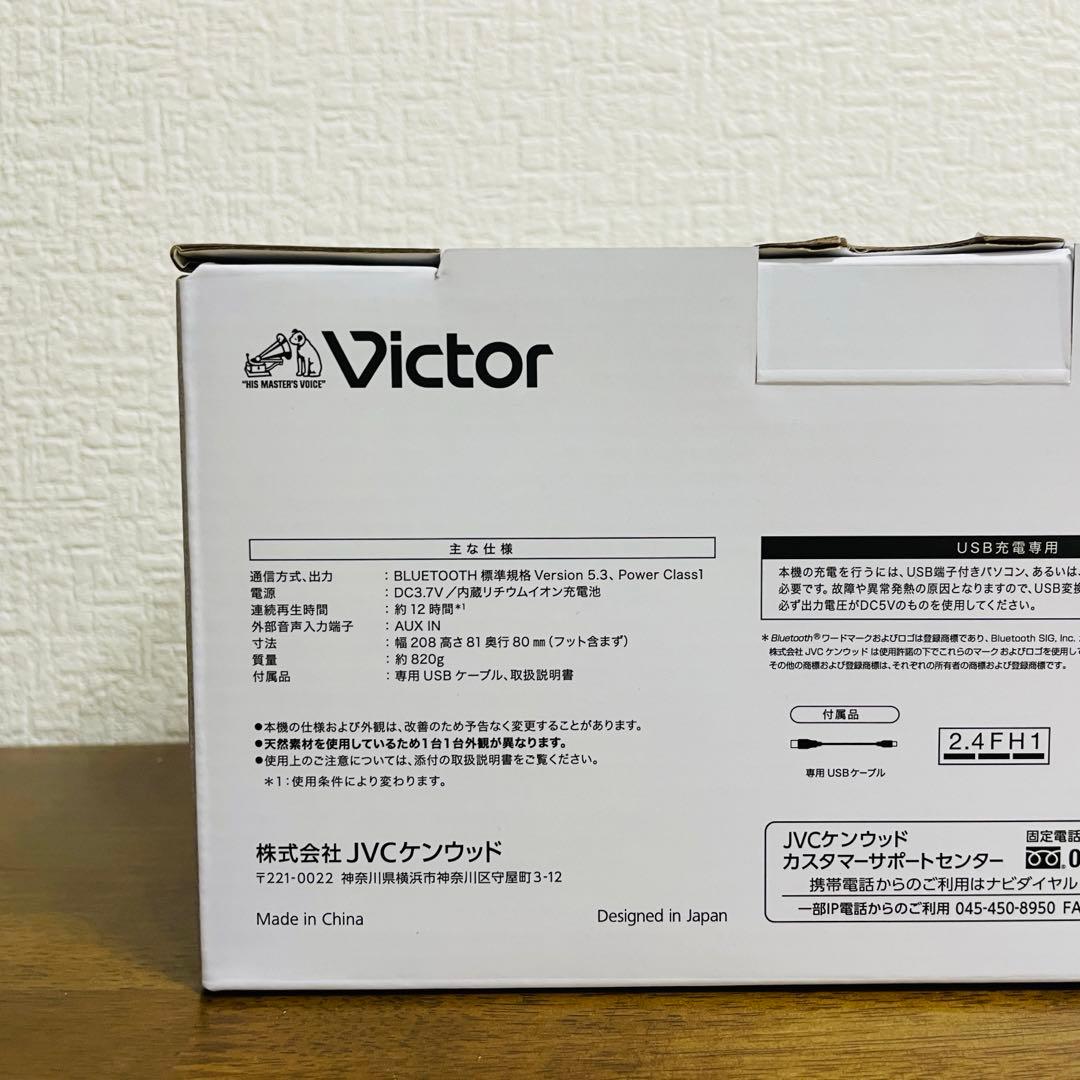 "HIS MASTER'S VOICE"
Victor
主な仕様
通信方式、出力 : BLUETOOTH 標準規格 Version 5.3、Power Class1
電源 : DC3.7V/内蔵リチウムイオン充電池
連続再生時間 : 約12時間*1
外部音声入力端子 : AUX IN
寸法 : 幅208 高さ81 奥行80㎜(フット含まず)
質量 : 約820g
付属品 : 専用USBケーブル、取扱説明書
●本機の仕様および外観は、改善のため予告なく変更することがあります。
●天然素材を使用しているため1台1台外観が異なります。
●使用上のご注意については、添付の取扱説明書をご覧ください。
*1:使用条件により変わります。
株式会社JVCケンウッド
〒221-0022 神奈川県横浜市神奈川区守屋町3-12
Made in China
Designed in Japan
USB充電専用
本機の充電を行うには、USB端子付きパソコン、あるいは、
必要です。故障や異常発熱の原因となりますので、USB変換
必ず出力電圧がDC5Vのものを使用してください。
*Bluetooth®ワードマークおよびロゴは登録商標であり、Bluetooth SIG, Inc.
株式会社JVCケンウッドは使用許諾の下でこれらのマークおよびロゴを使用して
その他の商標および登録商標は、それぞれの所有者の商標および登録商標です。
付属品
専用USBケーブル
2.4FH1
JVCケンウッド
カスタマーサポートセンター
固定電話
0
携帯電話からのご利用はナビダイヤル
一部IP電話からのご利用 045-450-8950 FA